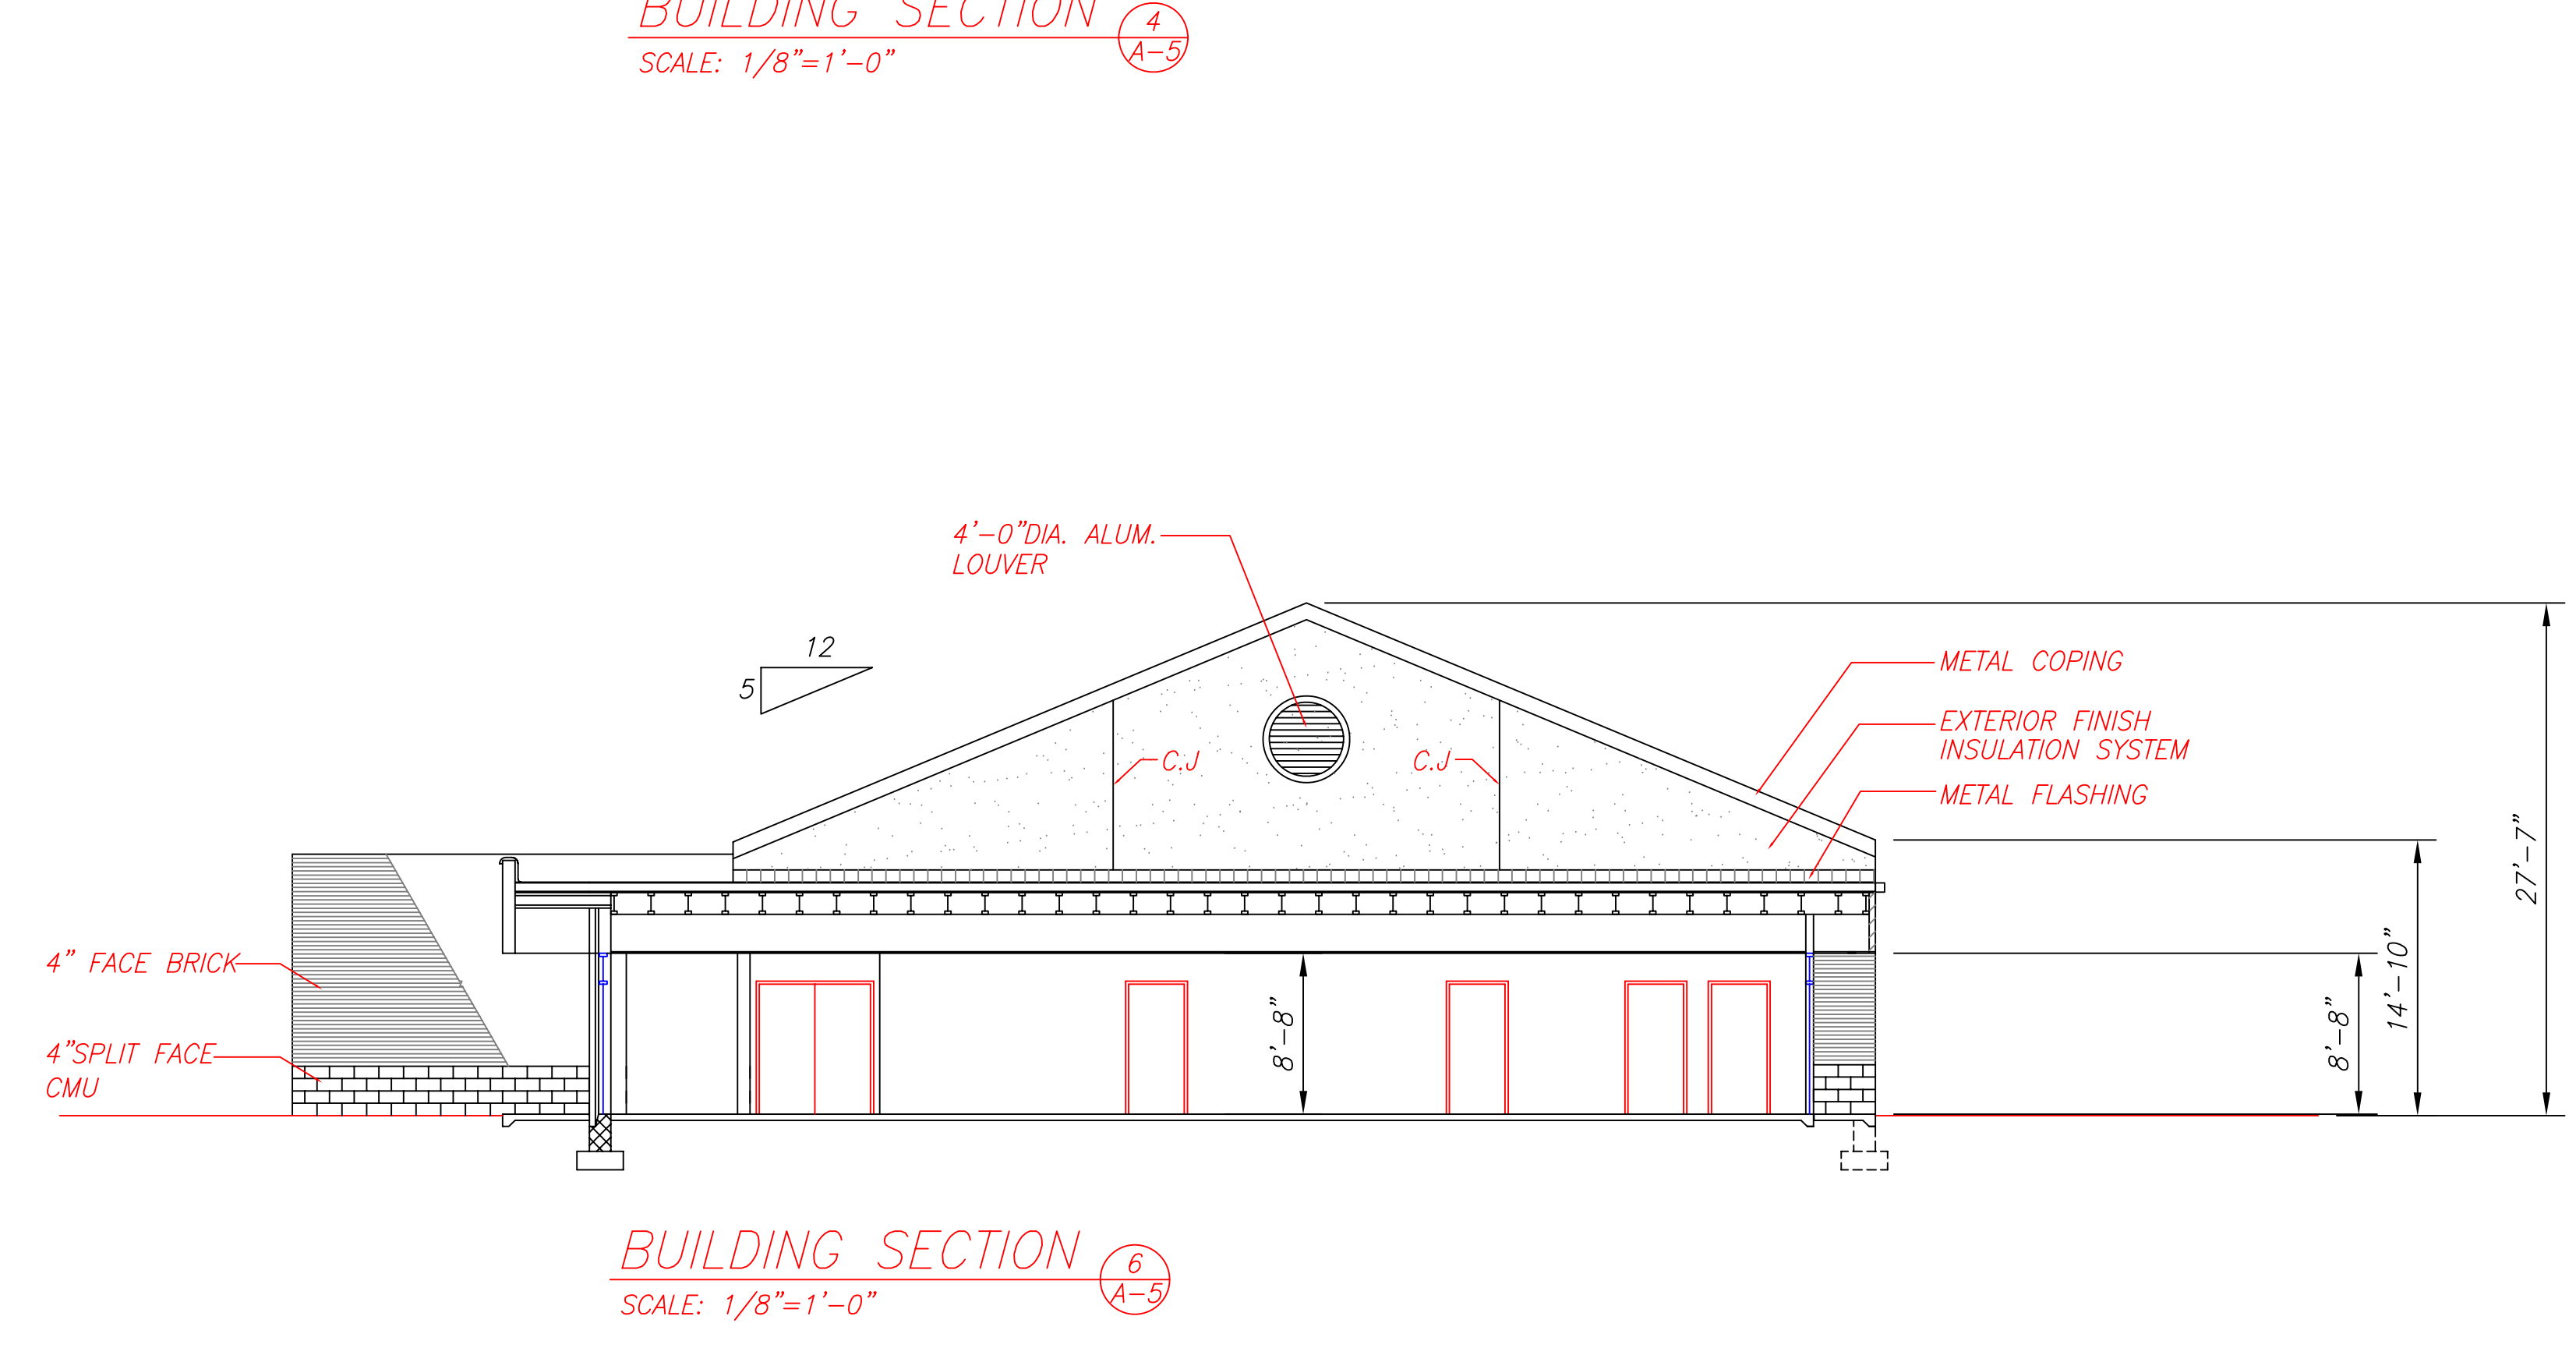 BUILDING SECTION
4
A-5
SCALE: 1/8"=1'-0"
4'-0"DIA. ALUM.
LOUVER
12
5
METAL COPING
EXTERIOR FINISH
INSULATION SYSTEM
METAL FLASHING
C.J
C.J
27'-7"
14'-10"
8'-8"
8'-8"
4" FACE BRICK
4"SPLIT FACE
CMU
BUILDING SECTION
6
A-5
SCALE: 1/8"=1'-0"